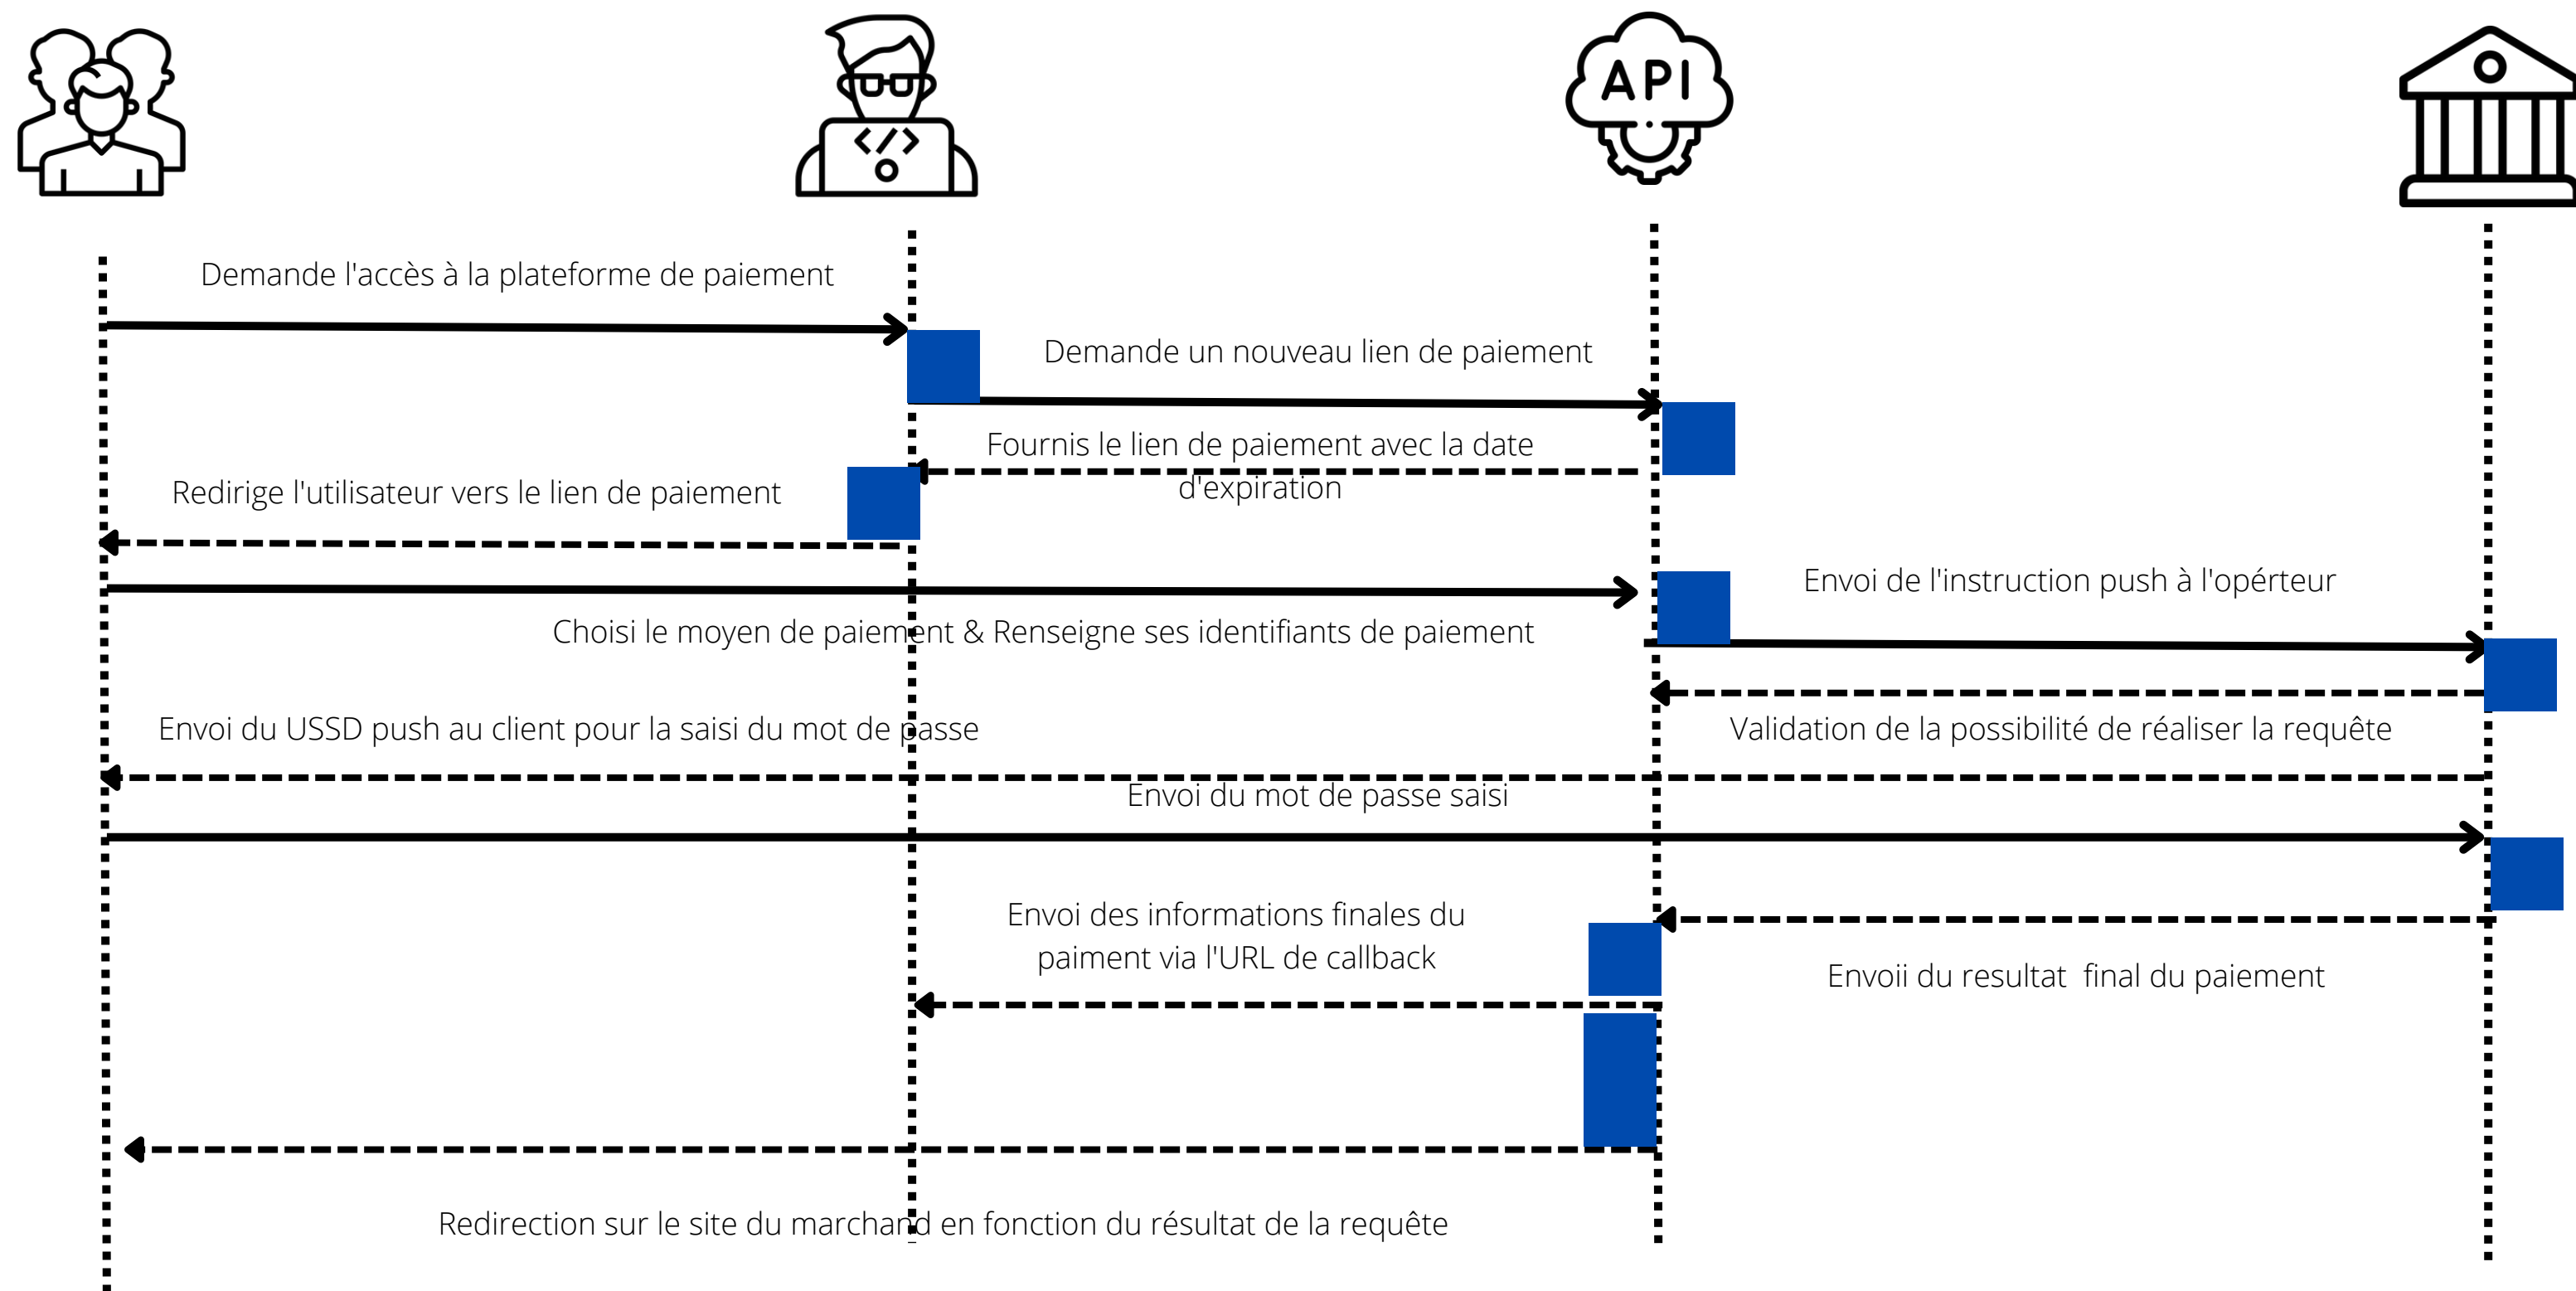 API
Demande l'accès à la plateforme de paiement
Demande un nouveau lien de paiement
Fournis le lien de paiement avec la date
d'expiration
Redirige l'utilisateur vers le lien de paiement
Envoi de l'instruction push à l'opérteur
Choisi le moyen de paiement & Renseigne ses identifiants de paiement
Envoi du USSD push au client pour la saisi du mot de passe
Validation de la possibilité de réaliser la requête
Envoi du mot de passe saisi
Envoi des informations finales du
paiment via l'URL de callback
Envoii du resultat  final du paiement
Redirection sur le site du marchand en fonction du résultat de la requête